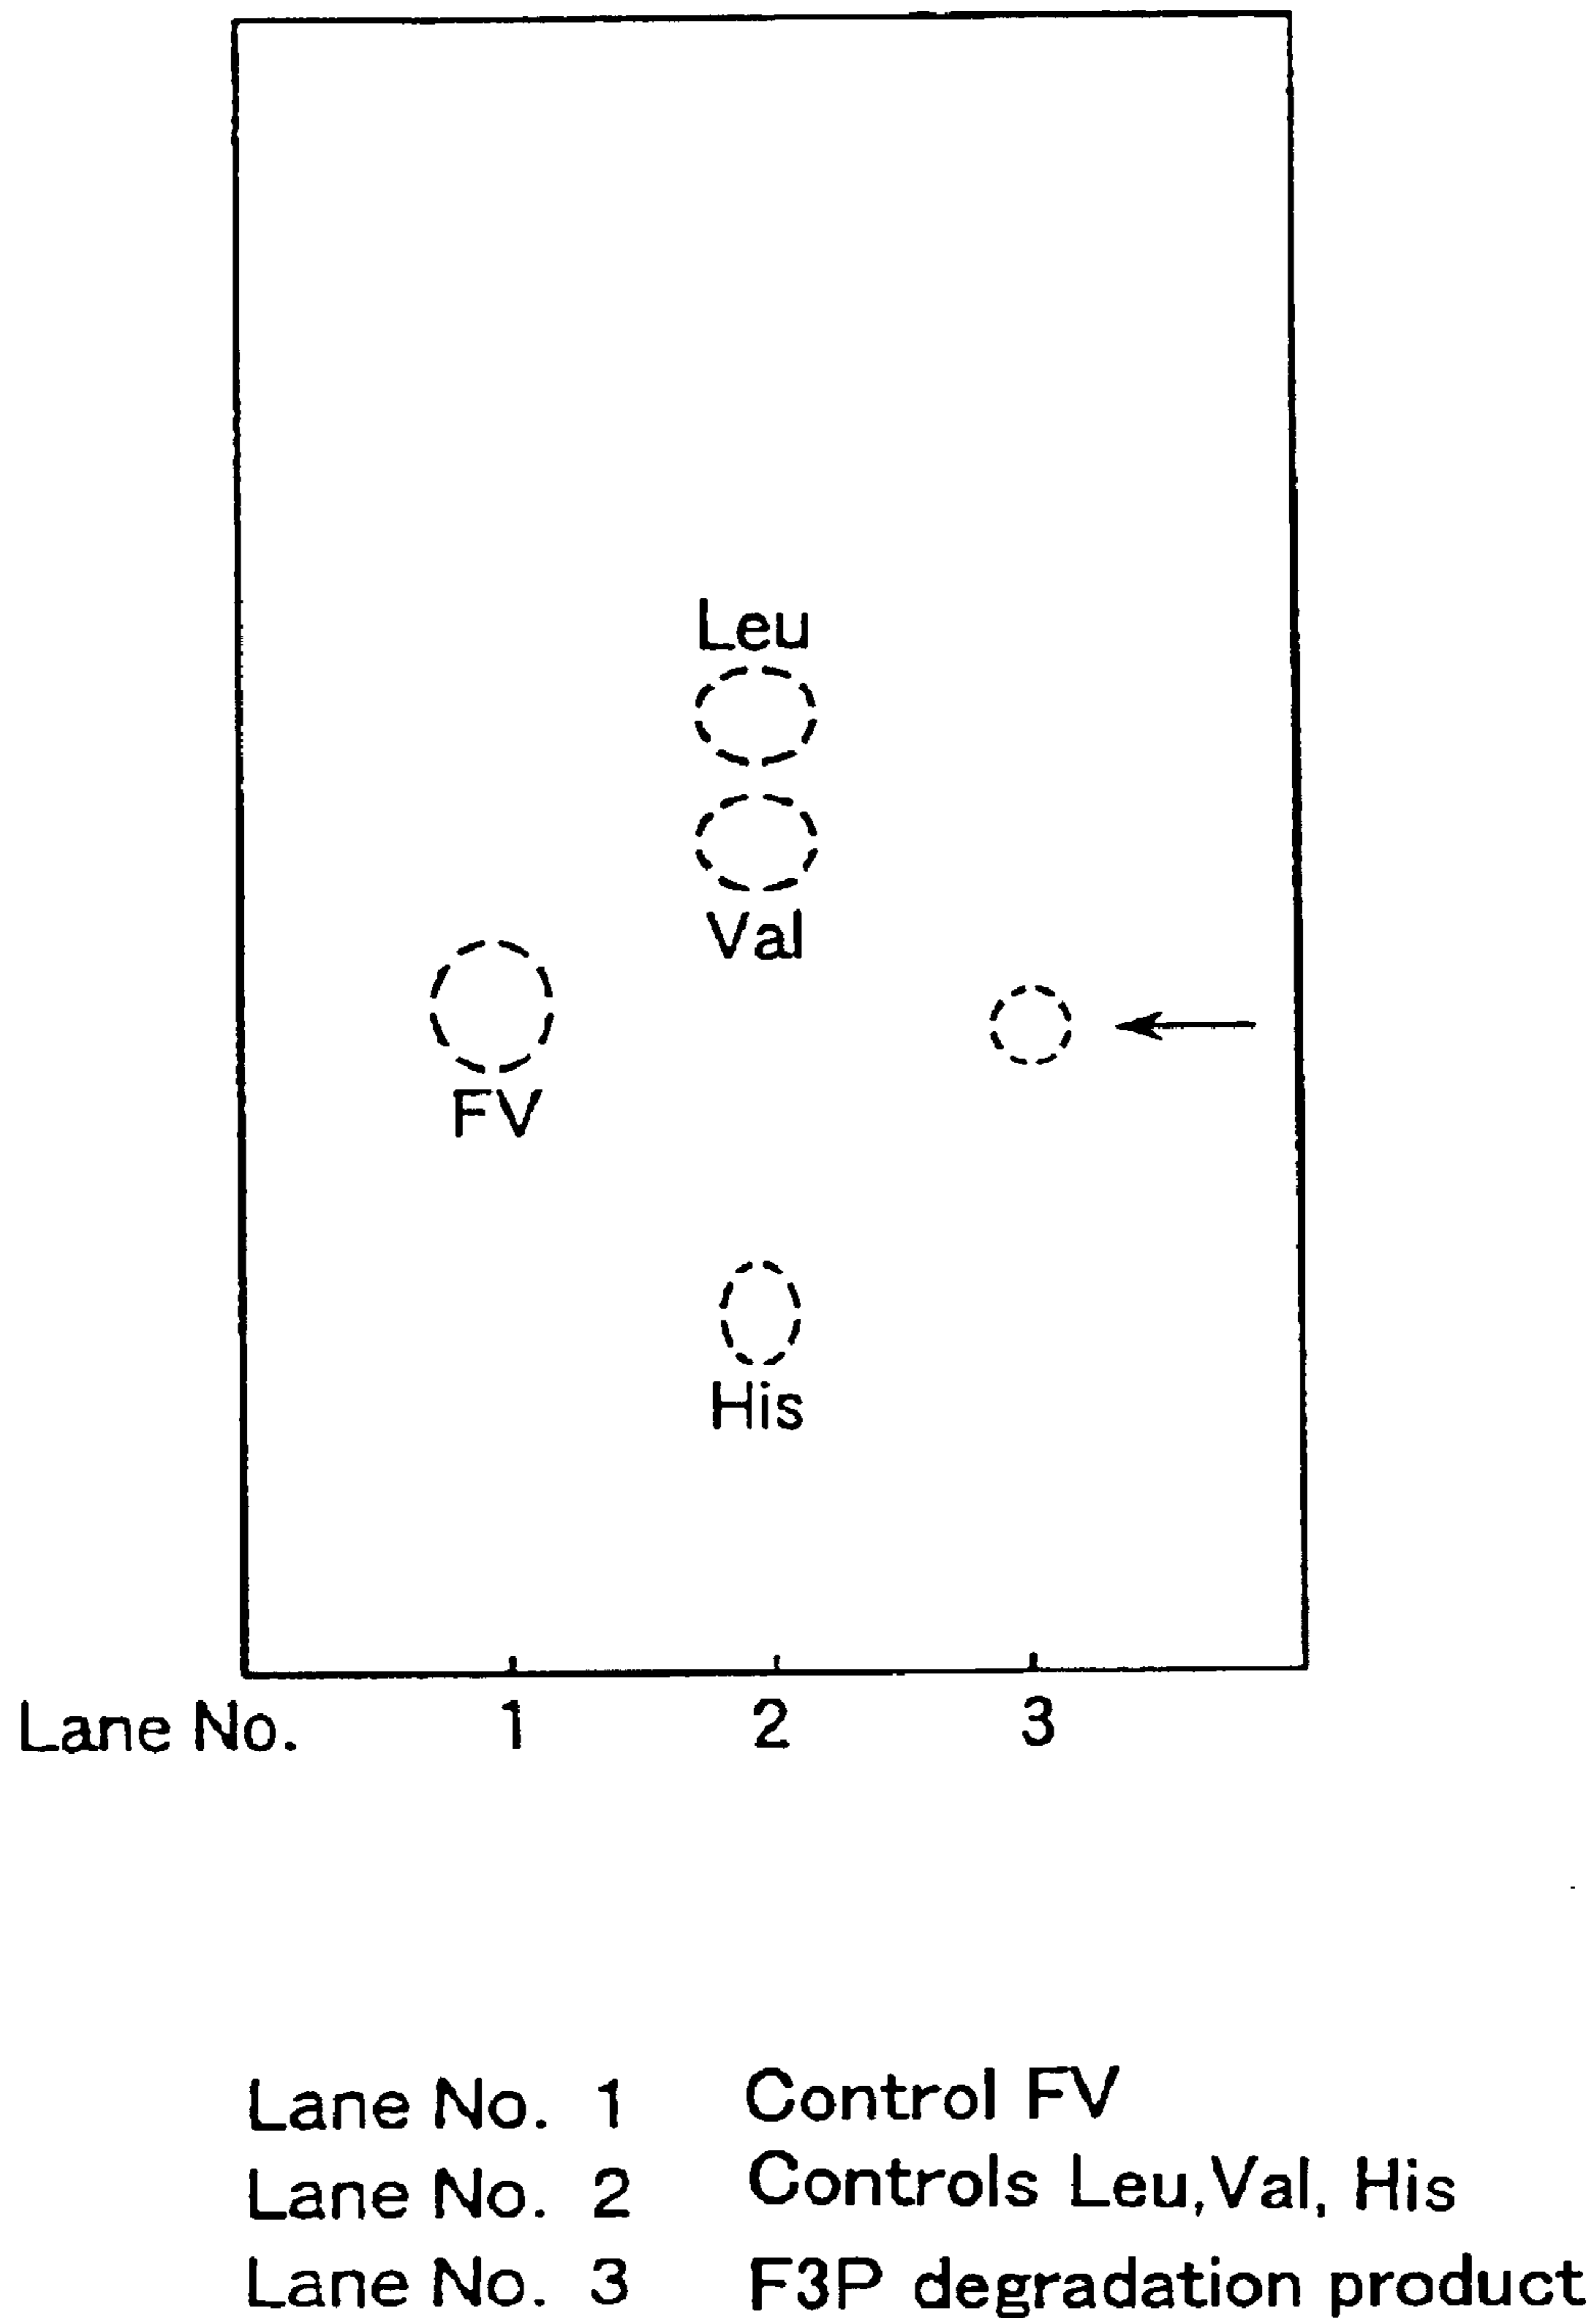 Leu
Val
FV
His
Lane No. 1 2 3
Lane No. 1 Control FV
Lane No. 2 Controls Leu,Val, His
Lane No. 3 F3P degradation product